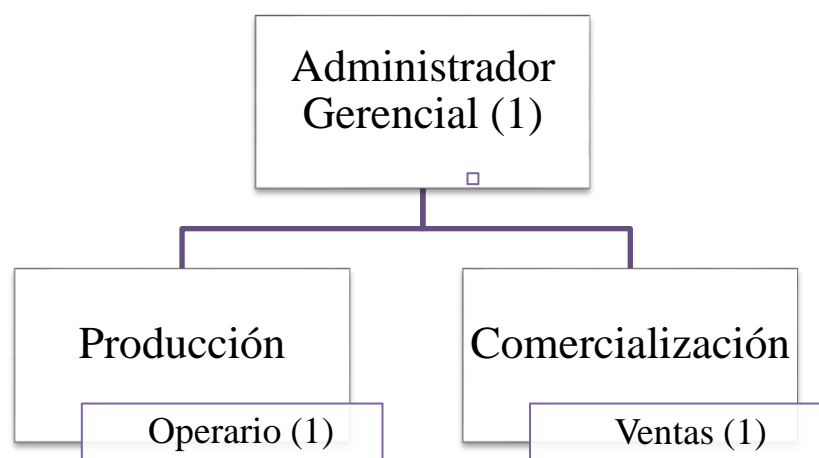 Administrador
Gerencial (1)
Producción
Comercialización
Operario (1)
Ventas (1)